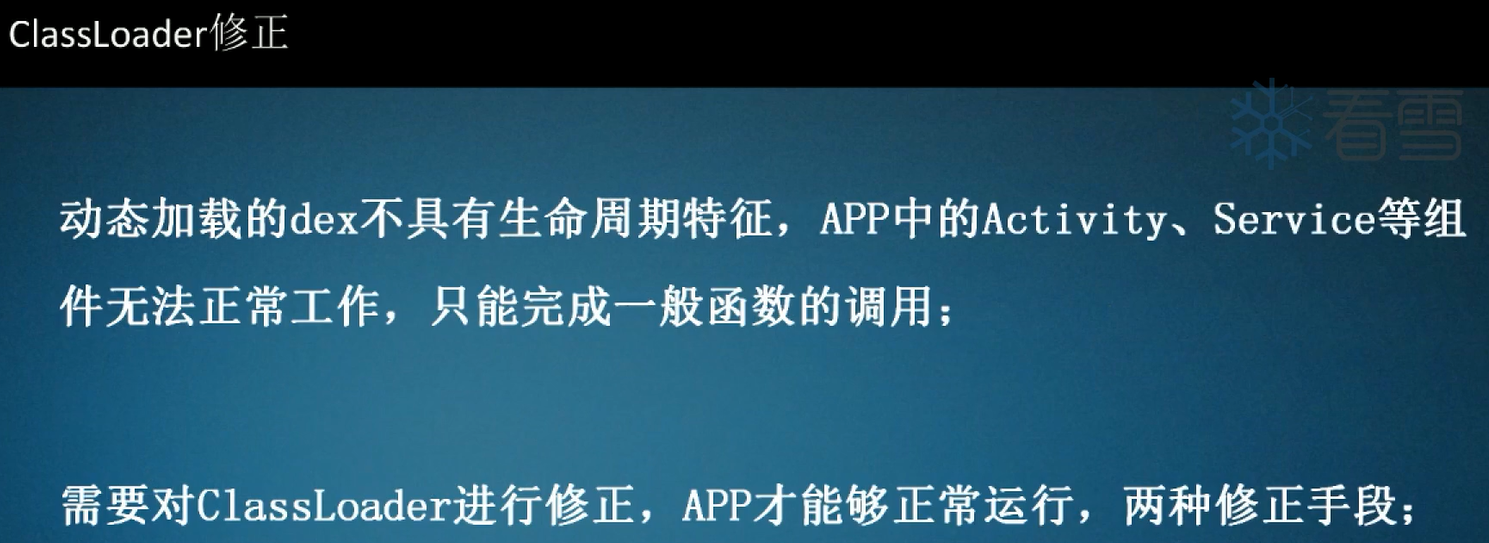 ClassLoader修正
看雪
动态加载的dex不具有生命周期特征，APP中的Activity、Service等组
件无法正常工作，只能完成一般函数的调用；
需要对ClassLoader进行修正，APP才能够正常运行，两种修正手段；